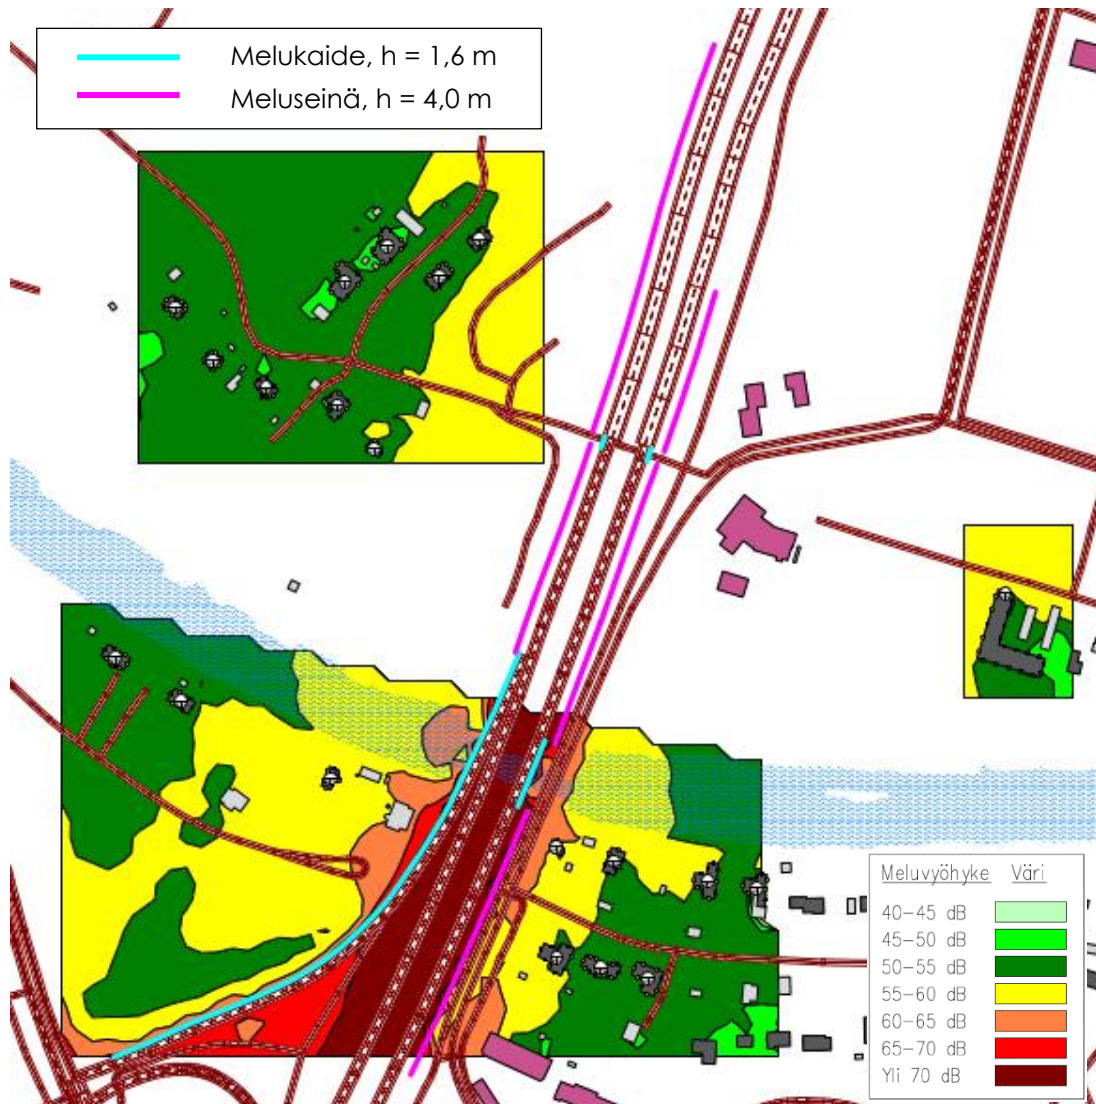 Melukaide, h = 1,6 m
Meluseinä, h = 4,0 m
Meluvyöhyke Väri
40-45 dB
45-50 dB
50-55 dB
55-60 dB
60-65 dB
65-70 dB
Yli 70 dB